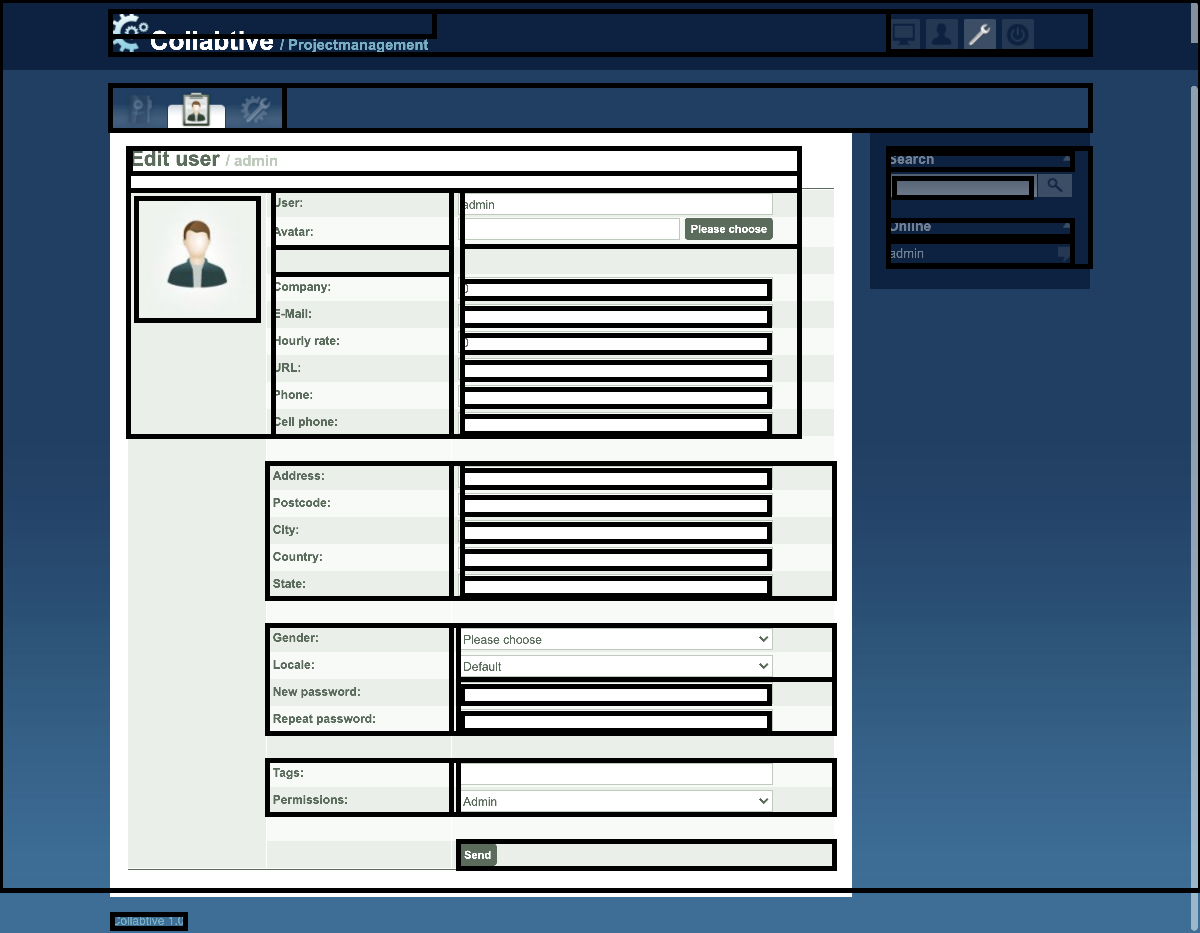 Collabtive / Projectmanagement
Edit user / admin
User: admin
Avatar: Please choose
Company: 0
E-Mail:
Hourly rate: 0
URL:
Phone:
Cell phone:
Address:
Postcode:
City:
Country:
State:
Gender: Please choose
Locale: Default
New password:
Repeat password:
Tags:
Permissions: Admin
Send
Search
Online
admin
Collabtive 1.0